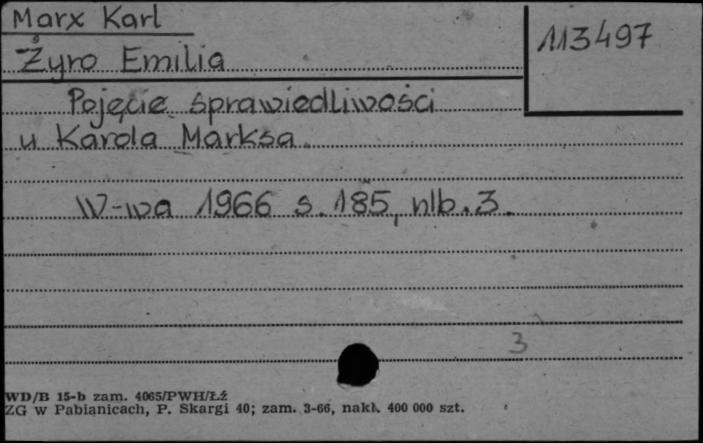 Marx Karl
113497
Żyro Emilia
Pojęcie sprawiedliwości
u Karola Marksa
W-wa 1966 s. 185, nlb. 3.
3
WD/B 15-b zam. 4065/PWH/Łź
ZG w Pabianicach, P. Skargi 40; zam. 3-66, nakł. 400 000 szt.